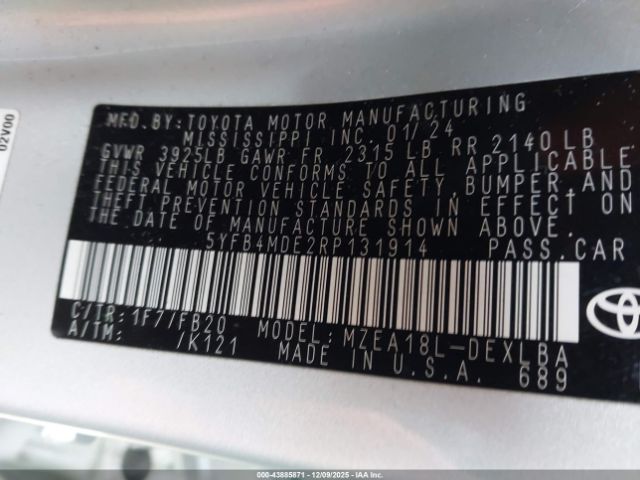 02V00
MFD. BY: TOYOTA MOTOR MANUFACTURING
MISSISSIPPI INC. 01/24
GVWR 3925LB GAWR FR 2315 LB RR 2140LB
THIS VEHICLE CONFORMS TO ALL APPLICABLE
FEDERAL MOTOR VEHICLE SAFETY, BUMPER, AND
THEFT PREVENTION STANDARDS IN EFFECT ON
THE DATE OF MANUFACTURE SHOWN ABOVE.
5YFB4MDE2RP131914 PASS.CAR
C/TR:1F7/FB20 MODEL:MZEA18L-DEXLBA
A/TM: /K121 MADE IN U.S.A. 689
© -43885871 - 12/09/2025 - IAAI.com